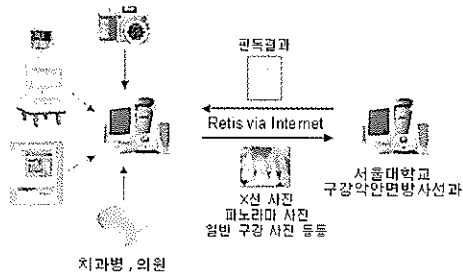 판독결과
Retis via Internet
X선 사진
파노라마 사진
일반 구강 사진 등등
서울대학교
구강악안면방사선과
치과병,의원